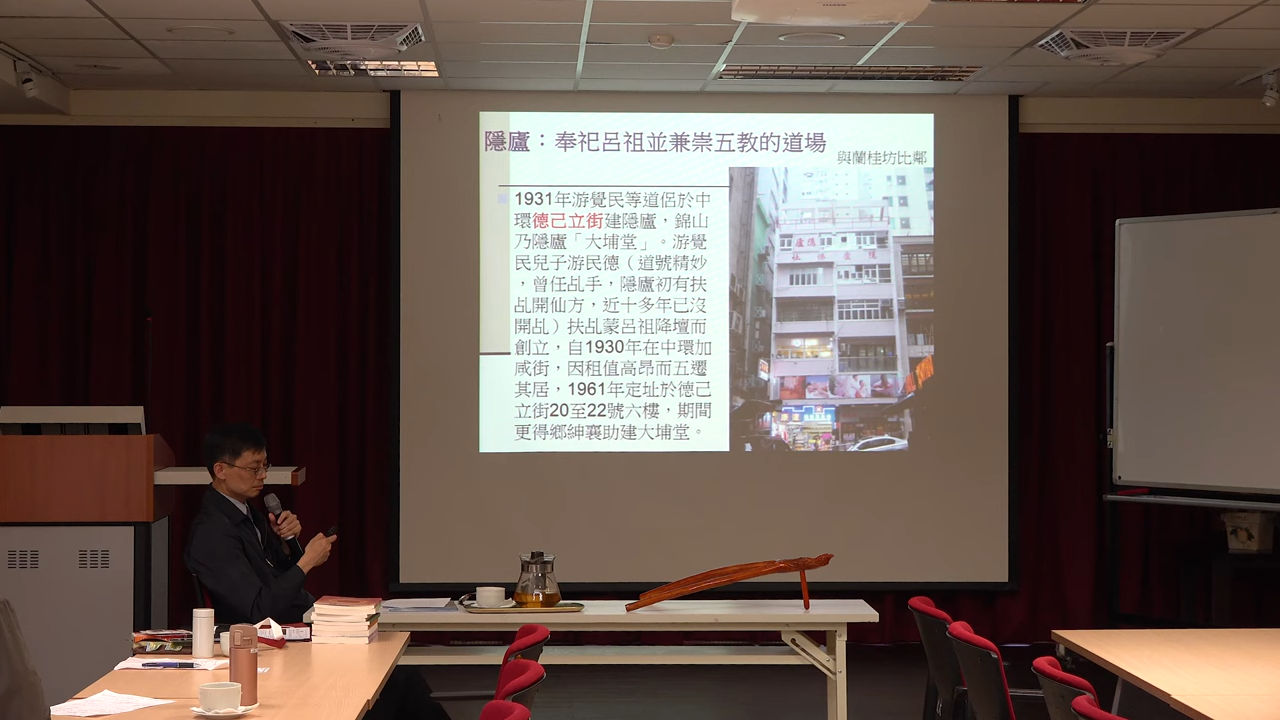 隱廬：奉祀呂祖並兼崇五教的道場
與蘭桂坊比鄰
1931年游覺民等道侶於中
環德己立街建隱廬，錦山
乃隱廬「大埔堂」。游覺
民兒子游民德（道號精妙
，曾任乩手，隱廬初有扶
乩開仙方，近十多年已沒
開乩）扶乩蒙呂祖降壇而
創立，自1930年在中環加
咸街，因租值高昂而五遷
其居，1961年定址於德己
立街20至22號六樓，期間
更得鄉紳襄助建大埔堂。